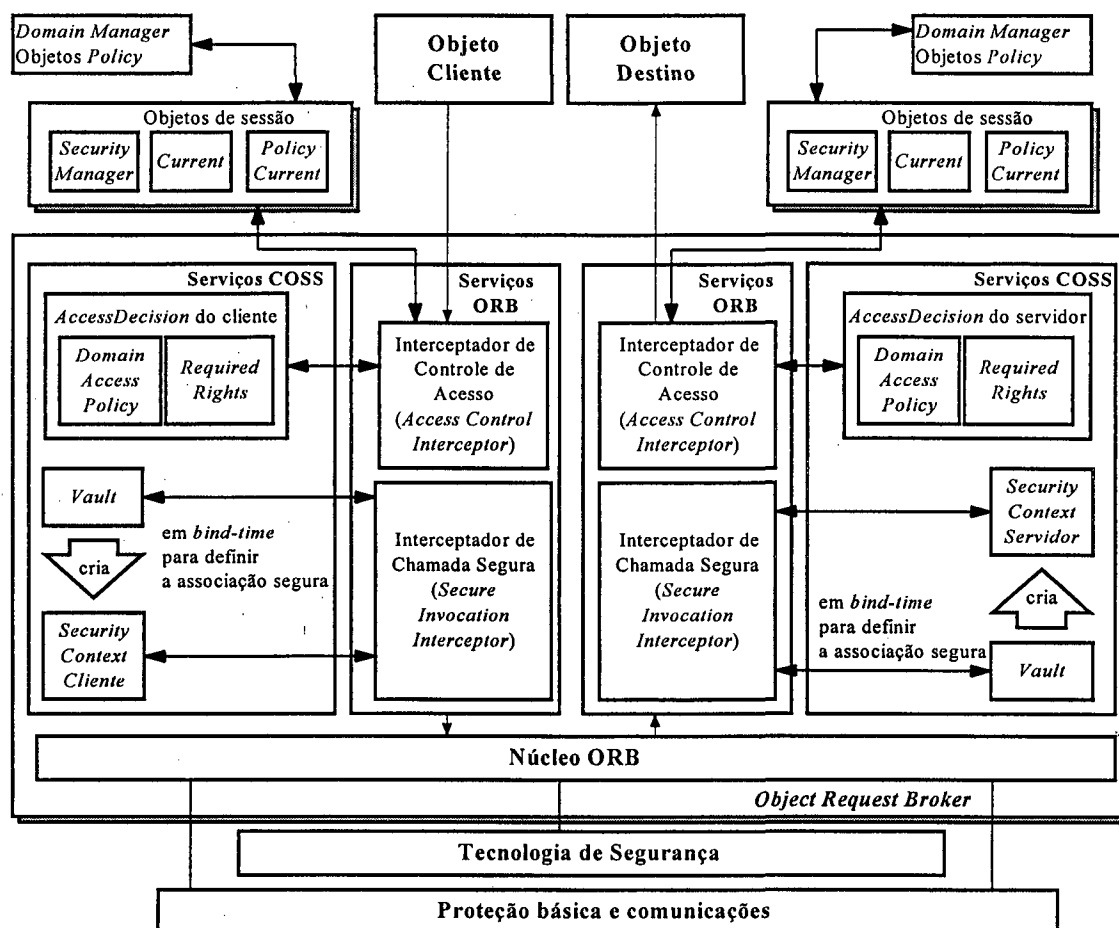 Domain Manager
Objetos Policy
Objeto
Cliente
Objeto
Destino
Domain Manager
Objetos Policy
Objetos de sessão
Security
Manager
Current
Policy
Current
Objetos de sessão
Security
Manager
Current
Policy
Current
Serviços COSS
AccessDecision do cliente
Domain
Access
Policy
Required
Rights
Vault
cria
em bind-time
para definir
a associação segura
Security
Context
Cliente
Serviços
ORB
Interceptador de
Controle de
Acesso
(Access Control
Interceptor)
Interceptador de
Chamada Segura
(Secure
Invocation
Interceptor)
Serviços
ORB
Interceptador de
Controle de
Acesso
(Access Control
Interceptor)
Interceptador de
Chamada Segura
(Secure
Invocation
Interceptor)
Serviços COSS
AccessDecision do servidor
Domain
Access
Policy
Required
Rights
Security
Context
Servidor
cria
em bind-time
para definir
a associação segura
Vault
Núcleo ORB
Object Request Broker
Tecnologia de Segurança
Proteção básica e comunicações